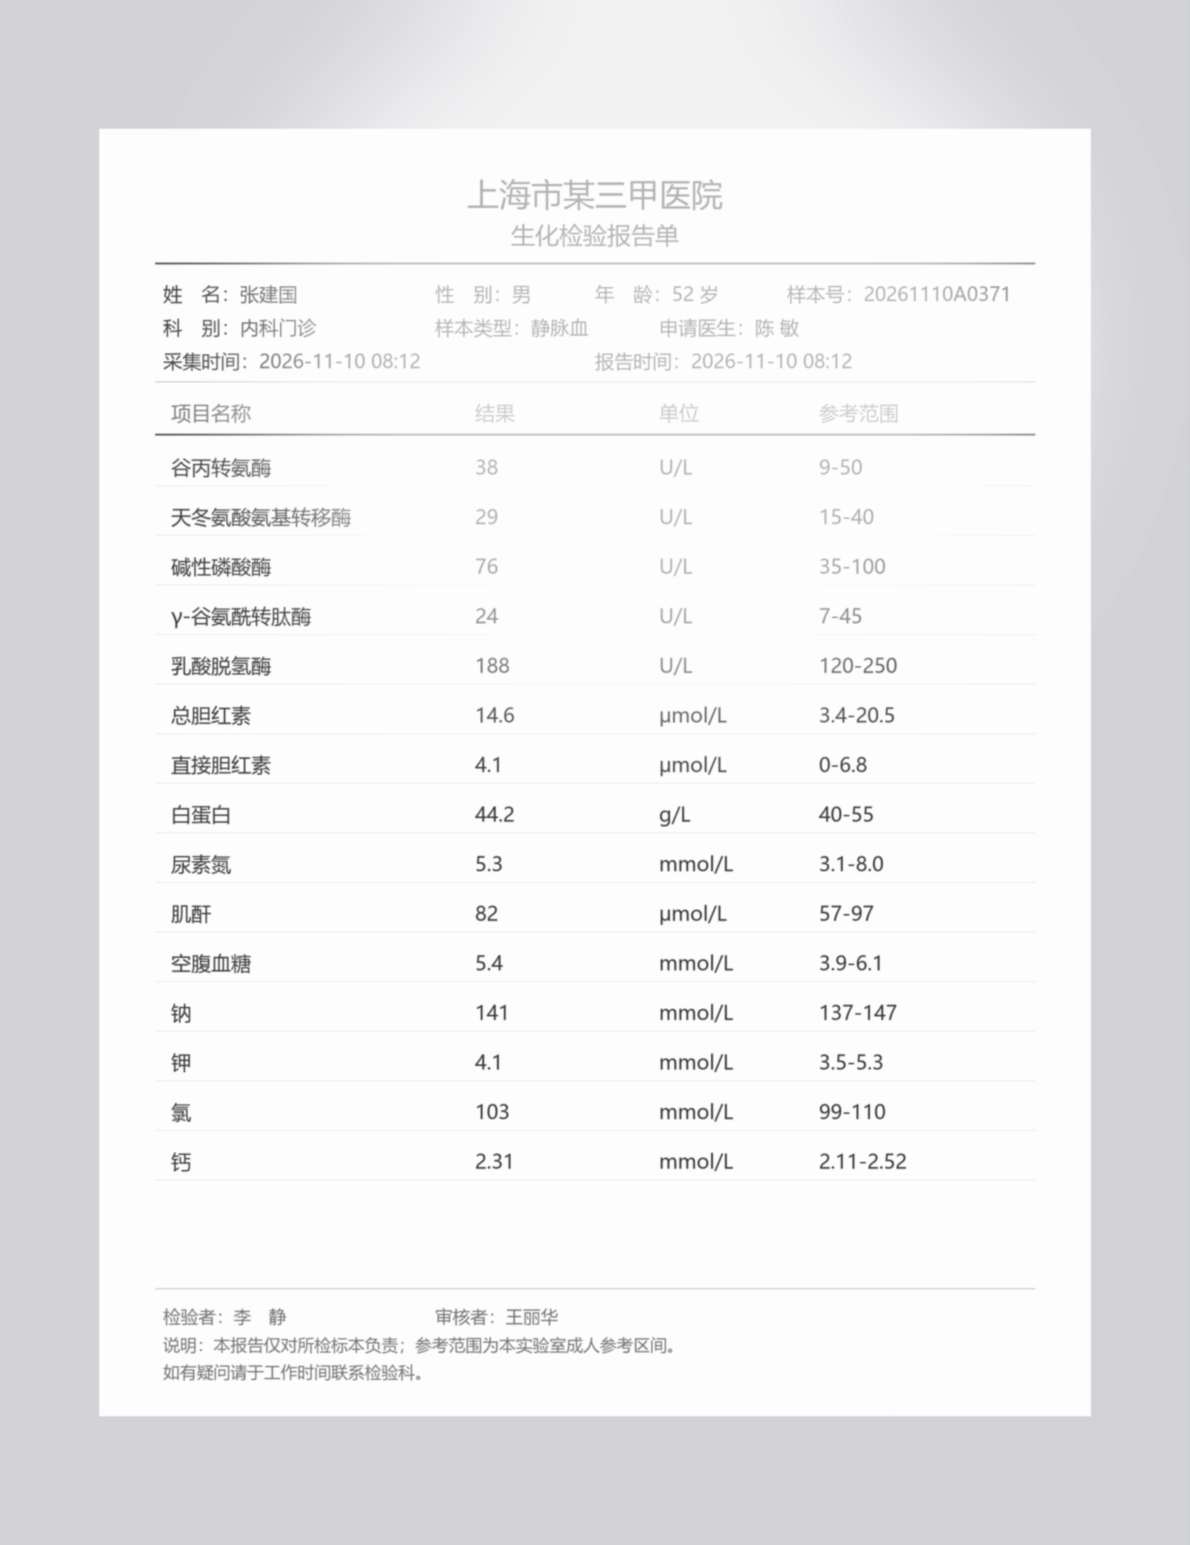 上海市某三甲医院
生化检验报告单
姓 名：张建国 性 别：男 年 龄：52 岁 样本号：20261110A0371
科 别：内科门诊 样本类型：静脉血 申请医生：陈 敏
采集时间：2026-11-10 08:12 报告时间：2026-11-10 08:12
项目名称 结果 单位 参考范围
谷丙转氨酶 38 U/L 9-50
天冬氨酸氨基转移酶 29 U/L 15-40
碱性磷酸酶 76 U/L 35-100
γ-谷氨酰转肽酶 24 U/L 7-45
乳酸脱氢酶 188 U/L 120-250
总胆红素 14.6 μmol/L 3.4-20.5
直接胆红素 4.1 μmol/L 0-6.8
白蛋白 44.2 g/L 40-55
尿素氮 5.3 mmol/L 3.1-8.0
肌酐 82 μmol/L 57-97
空腹血糖 5.4 mmol/L 3.9-6.1
钠 141 mmol/L 137-147
钾 4.1 mmol/L 3.5-5.3
氯 103 mmol/L 99-110
钙 2.31 mmol/L 2.11-2.52
检验者：李 静 审核者：王丽华
说明：本报告仅对所检标本负责；参考范围为本实验室成人参考区间。
如有疑问请于工作时间联系检验科。